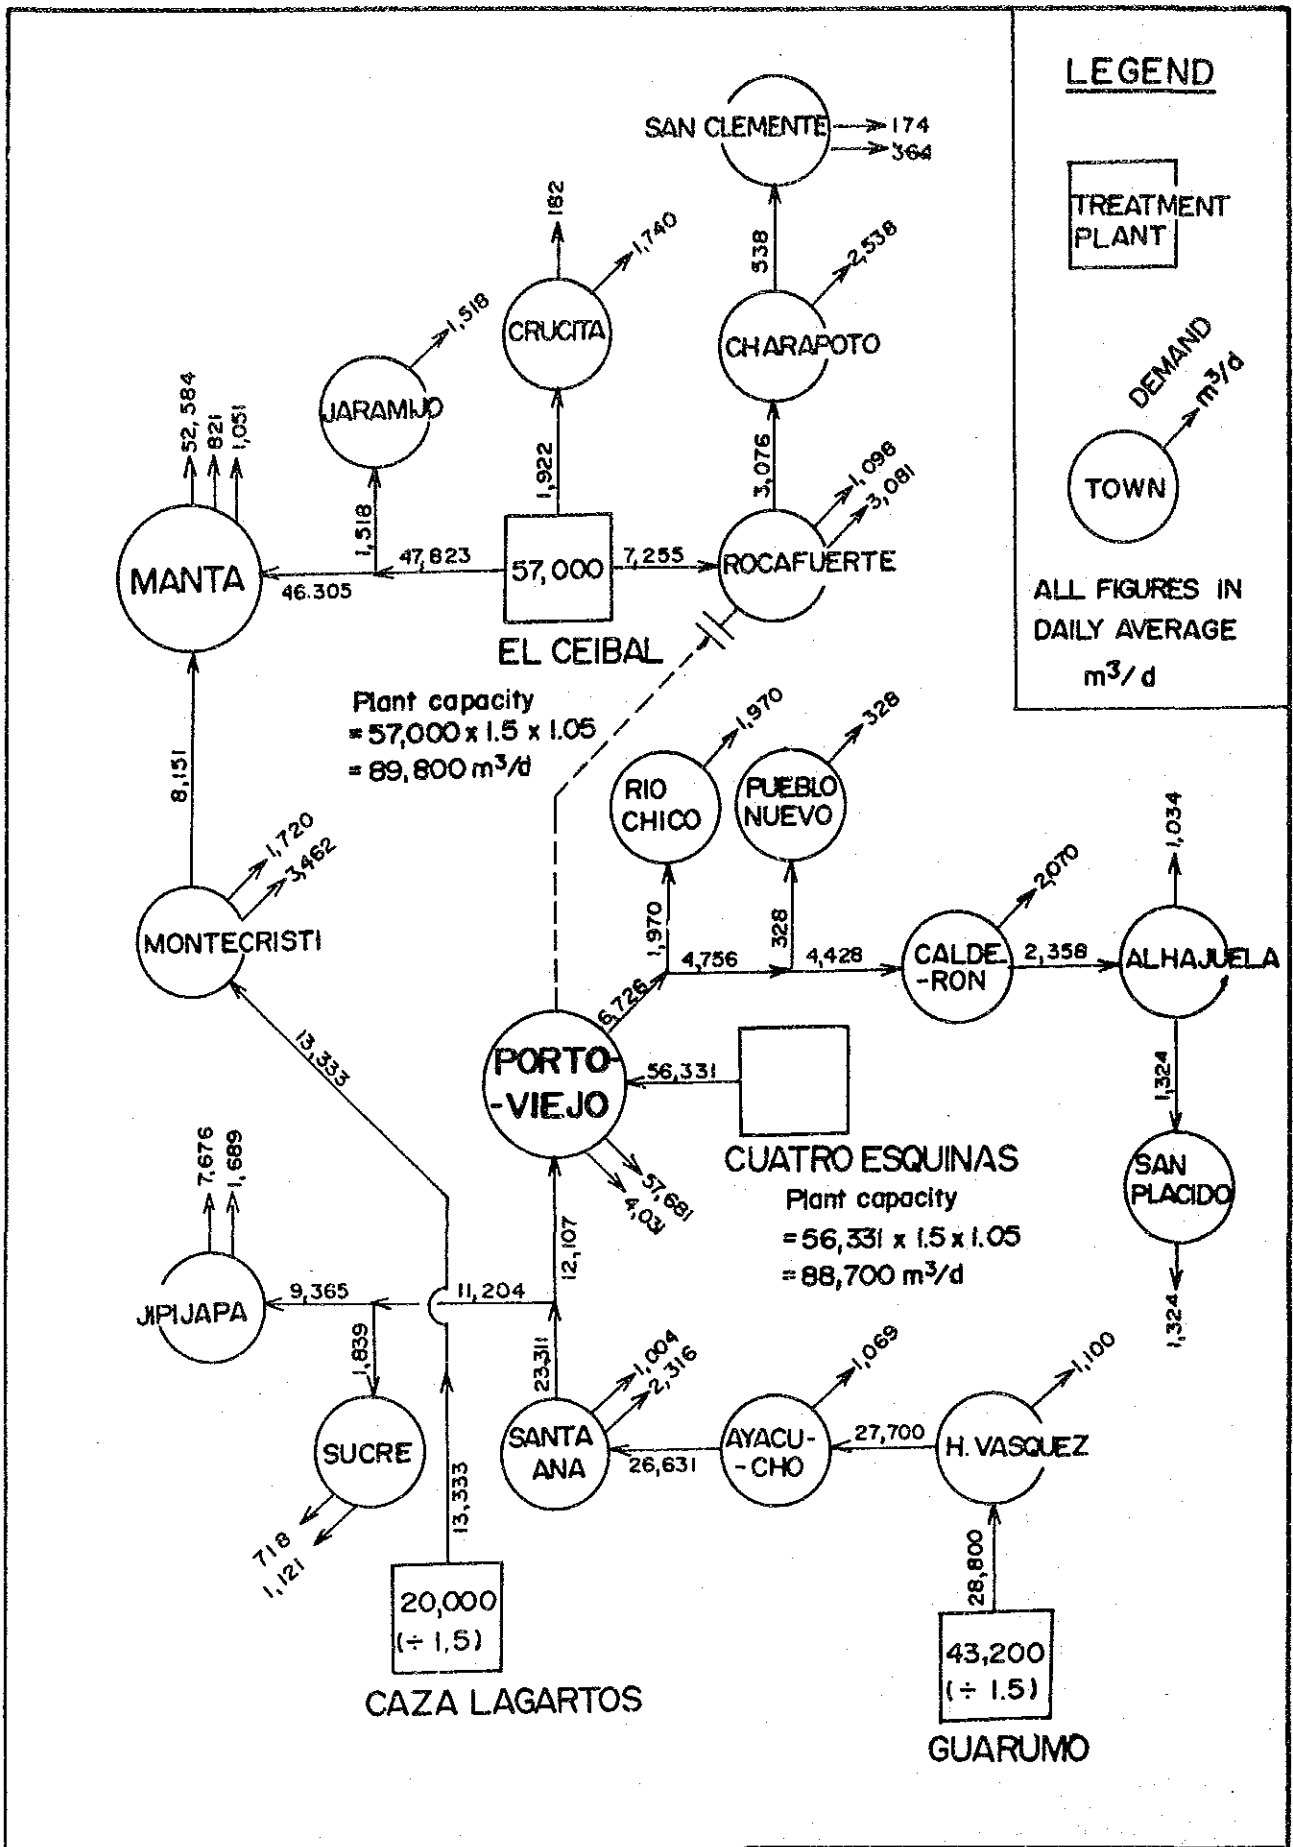 LEGEND
TREATMENT
PLANT
DEMAND
m³/d
TOWN
ALL FIGURES IN
DAILY AVERAGE
m³/d
SAN CLEMENTE
174
364
538
CHARAPOTO
2,538
3,076
182
1,740
CRUCITA
1,922
1,518
JARAMIJO
1,518
52,584
821
1,051
MANTA
46.305
47,823
57,000
7,255
ROCAFUERTE
1,098
3,081
EL CEIBAL
Plant capacity
= 57,000 x 1.5 x 1.05
= 89,800 m³/d
8,151
1,720
3,462
MONTECRISTI
13,333
1,970
RIO
CHICO
1,970
328
PUEBLO
NUEVO
328
6,726
4,756
4,428
2,070
CALDE-
-RON
2,358
1,034
ALHAJUELA
1,324
SAN
PLACIDO
1,324
PORTO-
-VIEJO
56,331
57,681
4,031
CUATRO ESQUINAS
Plant capacity
= 56,331 x 1.5 x 1.05
= 88,700 m³/d
12,107
7,676
1,689
JIPIJAPA
9,365
11,204
1,839
SUCRE
718
1,121
23,311
1,004
2,316
SANTA
ANA
26,631
1,069
AYACU-
-CHO
27,700
1,100
H. VASQUEZ
28,800
13,333
20,000
(÷ 1.5)
CAZA LAGARTOS
43,200
(÷ 1.5)
GUARUMO